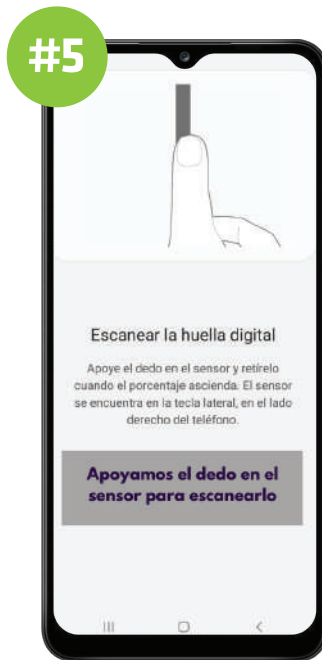 #5
Escanear la huella digital
Apoye el dedo en el sensor y retírelo
cuando el porcentaje ascienda. El sensor
se encuentra en la tecla lateral, en el lado
derecho del teléfono.
Apoyamos el dedo en el
sensor para escanearlo